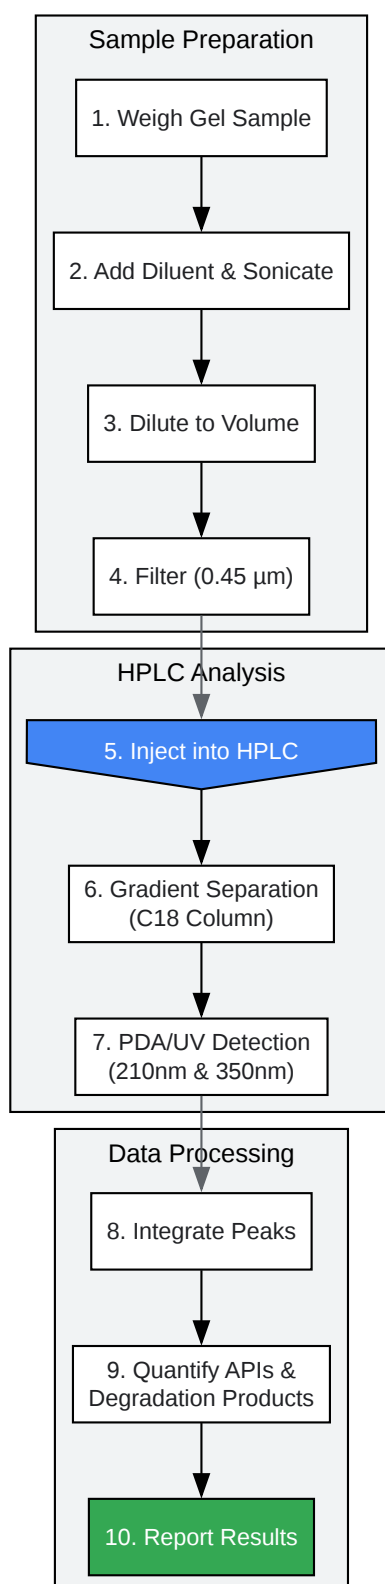 Sample Preparation
1. Weigh Gel Sample
2. Add Diluent & Sonicate
3. Dilute to Volume
4. Filter (0.45 µm)
HPLC Analysis
5. Inject into HPLC
6. Gradient Separation
(C18 Column)
7. PDA/UV Detection
(210nm & 350nm)
Data Processing
8. Integrate Peaks
9. Quantify APIs &
Degradation Products
10. Report Results